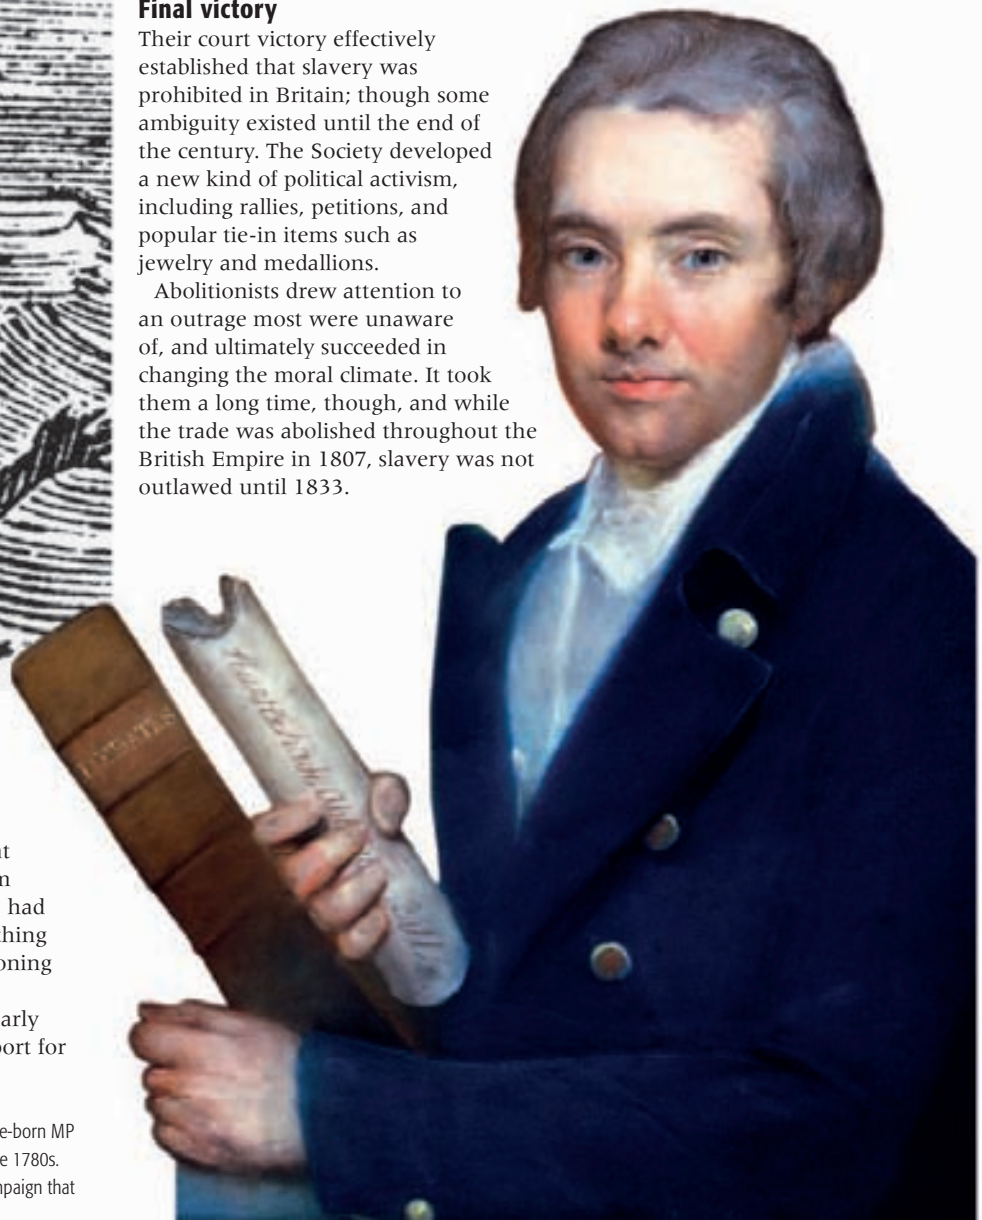 Final victory
Their court victory effectively
established that slavery was
prohibited in Britain; though some
ambiguity existed until the end of
the century. The Society developed
a new kind of political activism,
including rallies, petitions, and
popular tie-in items such as
jewelry and medallions.
Abolitionists drew attention to
an outrage most were unaware
of, and ultimately succeeded in
changing the moral climate. It took
them a long time, though, and while
the trade was abolished throughout the
British Empire in 1807, slavery was not
outlawed until 1833.
DEBATES
had
thing
oning
arly
ort for
e-born MP
e 1780s.
paign that